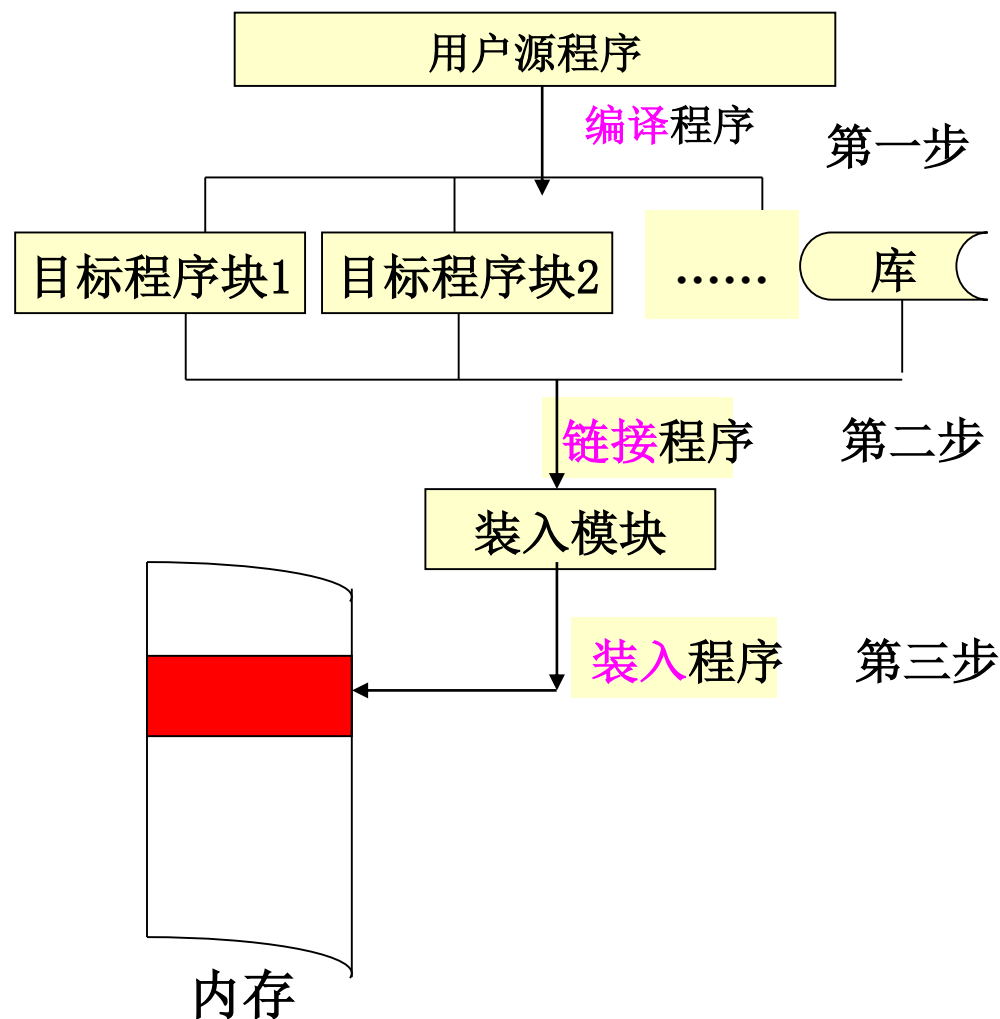 用户源程序
编译程序
第一步
目标程序块1
目标程序块2
……
库
链接程序
第二步
装入模块
装入程序
第三步
内存